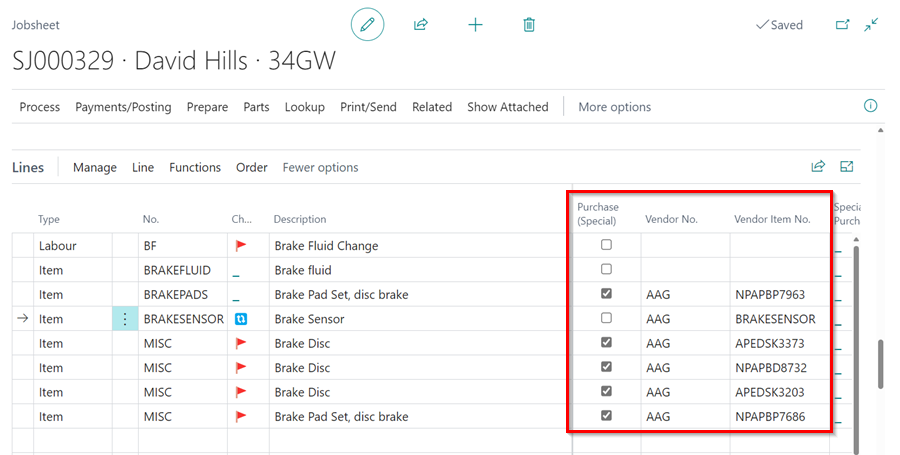 Jobsheet
Saved
SJ000329 · David Hills · 34GW
Process Payments/Posting Prepare Parts Lookup Print/Send Related Show Attached More options
Lines Manage Line Functions Order Fewer options
Type No. Ch... Description Purchase (Special) Vendor No. Vendor Item No. Specia Purch
Labour BF Brake Fluid Change
Item BRAKEFLUID _ Brake fluid _
Item BRAKEPADS _ Brake Pad Set, disc brake AAG NPAPBP7963 _
Item BRAKESENSOR Brake Sensor AAG BRAKESENSOR _
Item MISC Brake Disc AAG APEDSK3373 _
Item MISC Brake Disc AAG NPAPBD8732 _
Item MISC Brake Disc AAG APEDSK3203 _
Item MISC Brake Pad Set, disc brake AAG NPAPBP7686 _